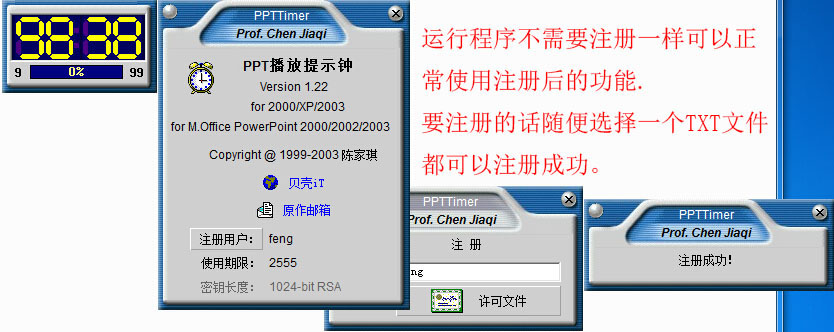 98 38
9 0% 99
PPTTimer
Prof. Chen Jiaqi
PPT播放提示钟
Version 1.22
for 2000/XP/2003
for M.Office PowerPoint 2000/2002/2003
Copyright @ 1999-2003 陈家琪
贝壳iT
原作邮箱
注册用户: feng
使用期限: 2555
密钥长度: 1024-bit RSA
运行程序不需要注册一样可以正
常使用注册后的功能.
要注册的话随便选择一个TXT文件
都可以注册成功。
PPTTimer
Prof. Chen Jiaqi
注 册
ng
许可文件
PPTTimer
Prof. Chen Jiaqi
注册成功!